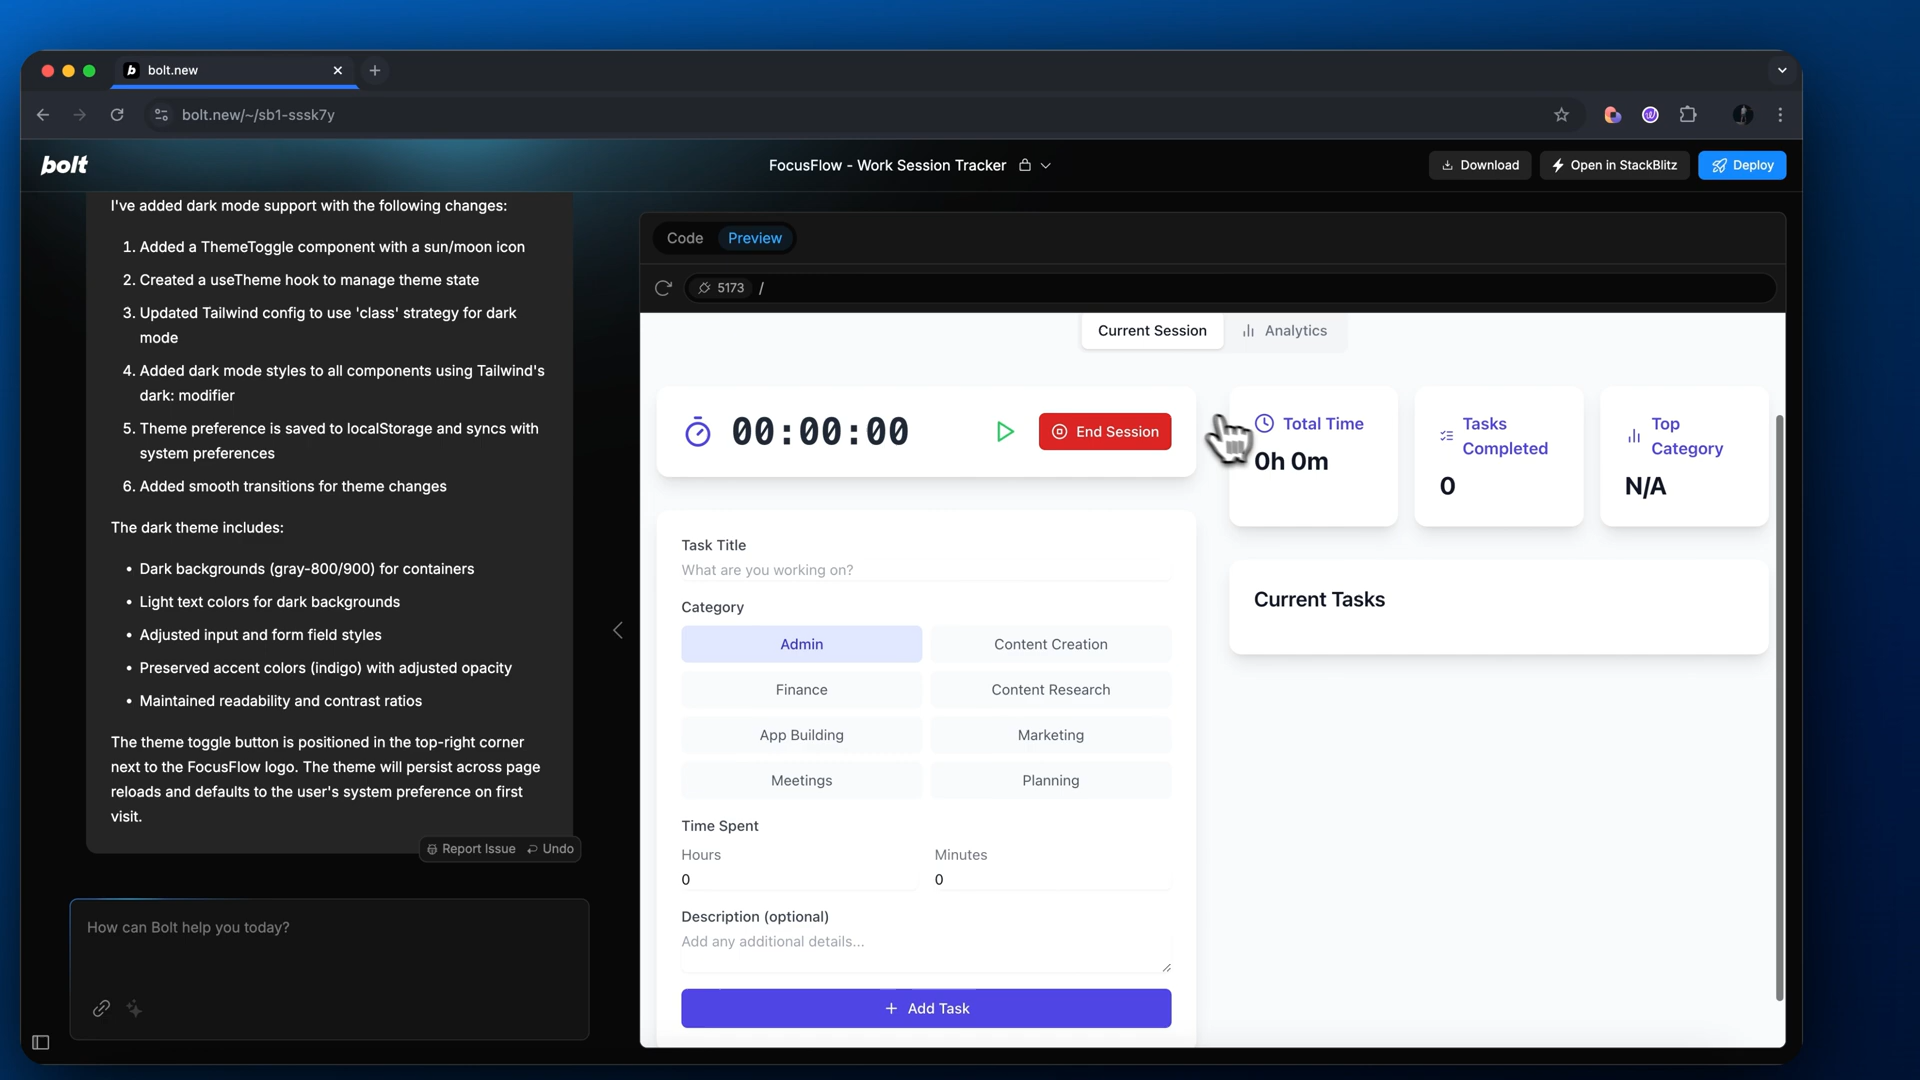 bolt.new
bolt.new/~/sb1-sssk7y
bolt
FocusFlow - Work Session Tracker
Download
Open in StackBlitz
Deploy
I've added dark mode support with the following changes:
1. Added a ThemeToggle component with a sun/moon icon
2. Created a useTheme hook to manage theme state
3. Updated Tailwind config to use 'class' strategy for dark
mode
4. Added dark mode styles to all components using Tailwind's
dark: modifier
5. Theme preference is saved to localStorage and syncs with
system preferences
6. Added smooth transitions for theme changes
The dark theme includes:
• Dark backgrounds (gray-800/900) for containers
• Light text colors for dark backgrounds
• Adjusted input and form field styles
• Preserved accent colors (indigo) with adjusted opacity
• Maintained readability and contrast ratios
The theme toggle button is positioned in the top-right corner
next to the FocusFlow logo. The theme will persist across page
reloads and defaults to the user's system preference on first
visit.
Report Issue
Undo
How can Bolt help you today?
Code
Preview
5173 /
Current Session
Analytics
00:00:00
End Session
Total Time
0h 0m
Tasks
Completed
0
Top
Category
N/A
Task Title
What are you working on?
Category
Admin
Content Creation
Finance
Content Research
App Building
Marketing
Meetings
Planning
Time Spent
Hours
Minutes
0
0
Description (optional)
Add any additional details...
+ Add Task
Current Tasks